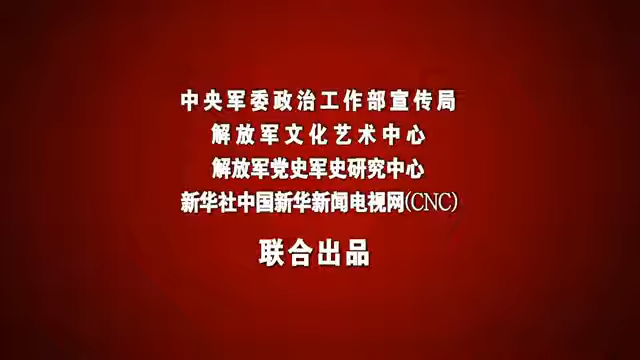 中央军委政治工作部宣传局
解放军文化艺术中心
解放军党史军史研究中心
新华社中国新华新闻电视网(CNC)
联合出品